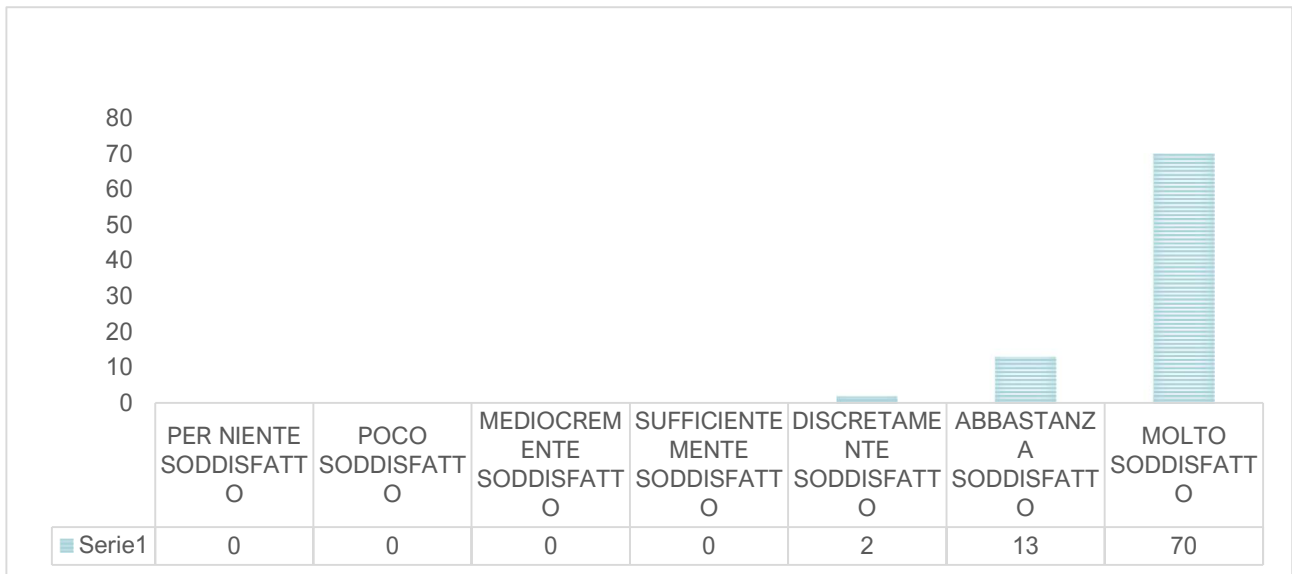 80
70
60
50
40
30
20
10
0
PER NIENTE
SODDISFATT
O
POCO
SODDISFATT
O
MEDIOCREM
ENTE
SODDISFATT
O
SUFFICIENTE
MENTE
SODDISFATT
O
DISCRETAME
NTE
SODDISFATT
O
ABBASTANZ
A
SODDISFATT
O
MOLTO
SODDISFATT
O
Serie1 0 0 0 0 2 13 70